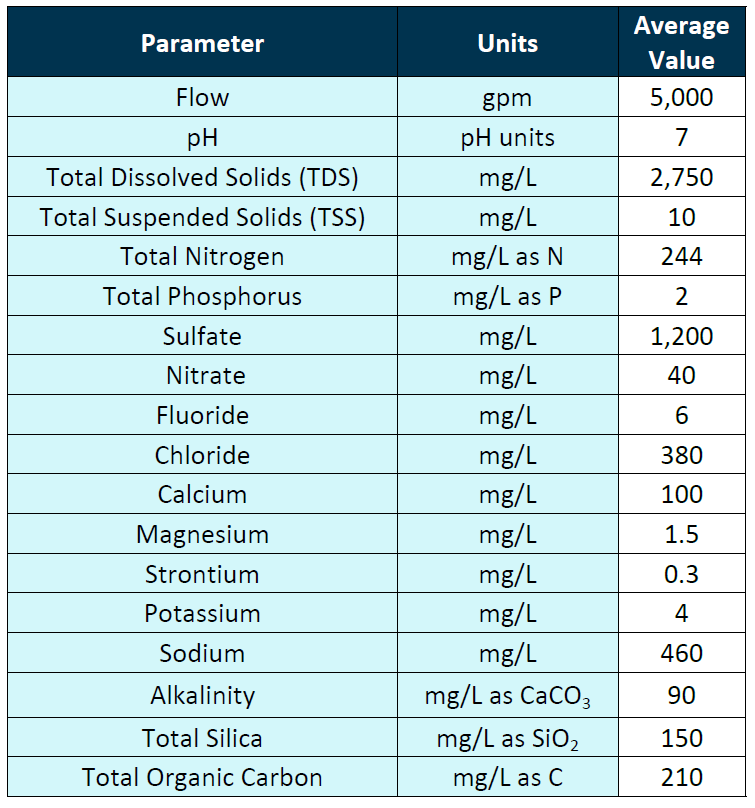 Parameter Units Average Value
Flow gpm 5,000
pH pH units 7
Total Dissolved Solids (TDS) mg/L 2,750
Total Suspended Solids (TSS) mg/L 10
Total Nitrogen mg/L as N 244
Total Phosphorus mg/L as P 2
Sulfate mg/L 1,200
Nitrate mg/L 40
Fluoride mg/L 6
Chloride mg/L 380
Calcium mg/L 100
Magnesium mg/L 1.5
Strontium mg/L 0.3
Potassium mg/L 4
Sodium mg/L 460
Alkalinity mg/L as CaCO₃ 90
Total Silica mg/L as SiO₂ 150
Total Organic Carbon mg/L as C 210